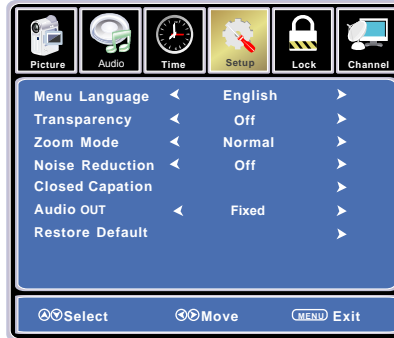 Picture Audio Time Setup Lock Channel
Menu Language English
Transparency Off
Zoom Mode Normal
Noise Reduction Off
Closed Capation
Audio OUT Fixed
Restore Default
Select Move MENU Exit